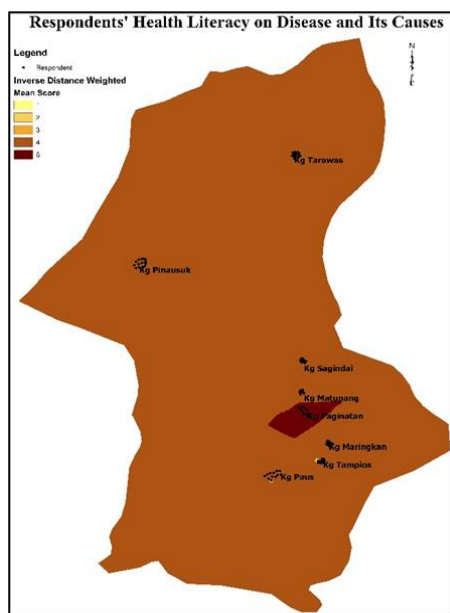 Respondents' Health Literacy on Disease and Its Causes
N
Legend
Respondent
Inverse Distance Weighted
Mean Score
1
2
3
4
5
Kg Tarawas
Kg Pinausuk
Kg Sagindai
Kg Matupang
Kg Paginatan
Kg Maringkan
Kg Tampios
Kg Paus